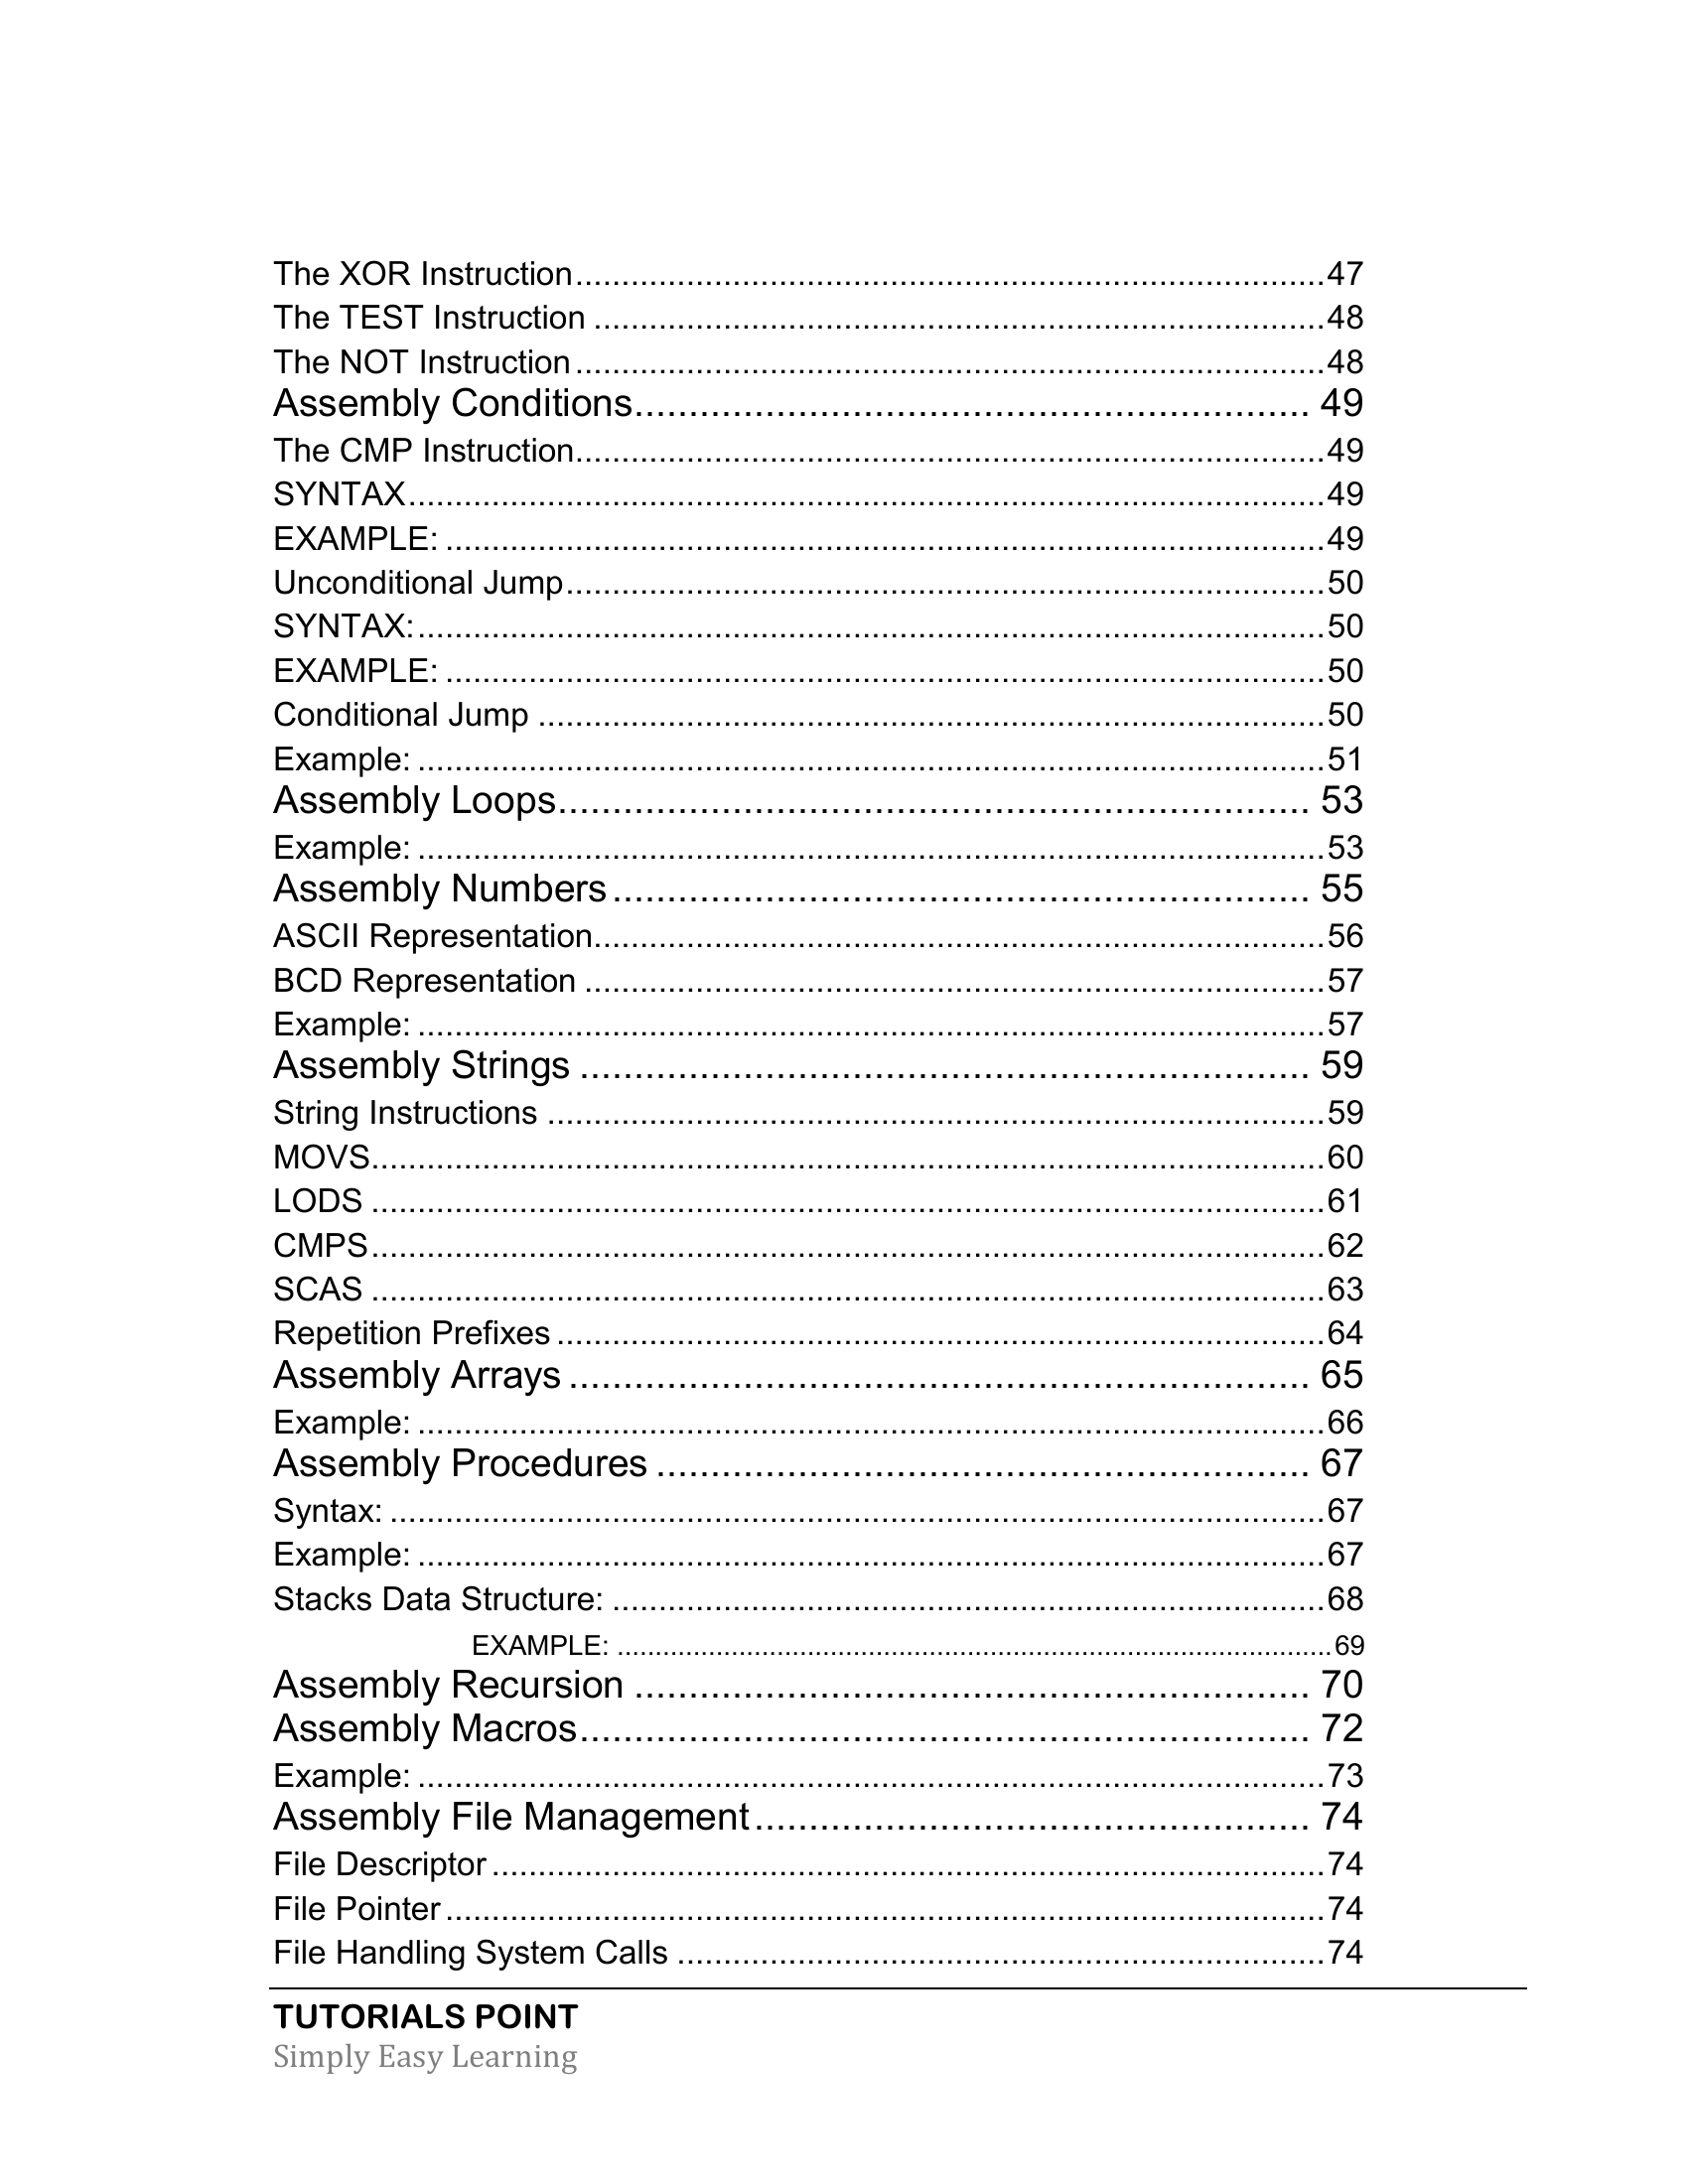 The XOR Instruction................................................................................47
The TEST Instruction ...............................................................................48
The NOT Instruction.................................................................................48
Assembly Conditions.............................................................. 49
The CMP Instruction.................................................................................49
SYNTAX...................................................................................................49
EXAMPLE: ...............................................................................................49
Unconditional Jump..................................................................................50
SYNTAX:..................................................................................................50
EXAMPLE: ...............................................................................................50
Conditional Jump .....................................................................................50
Example: ..................................................................................................51
Assembly Loops..................................................................... 53
Example: ..................................................................................................53
Assembly Numbers................................................................ 55
ASCII Representation...............................................................................56
BCD Representation ................................................................................57
Example: ..................................................................................................57
Assembly Strings ................................................................... 59
String Instructions ....................................................................................59
MOVS.......................................................................................................60
LODS .......................................................................................................61
CMPS.......................................................................................................62
SCAS .......................................................................................................63
Repetition Prefixes ...................................................................................64
Assembly Arrays .................................................................... 65
Example: ..................................................................................................66
Assembly Procedures ............................................................ 67
Syntax: .....................................................................................................67
Example: ..................................................................................................67
Stacks Data Structure: .............................................................................68
EXAMPLE: ..............................................................................................69
Assembly Recursion .............................................................. 70
Assembly Macros................................................................... 72
Example: ..................................................................................................73
Assembly File Management................................................... 74
File Descriptor..........................................................................................74
File Pointer...............................................................................................74
File Handling System Calls ......................................................................74
TUTORIALS POINT
Simply Easy Learning